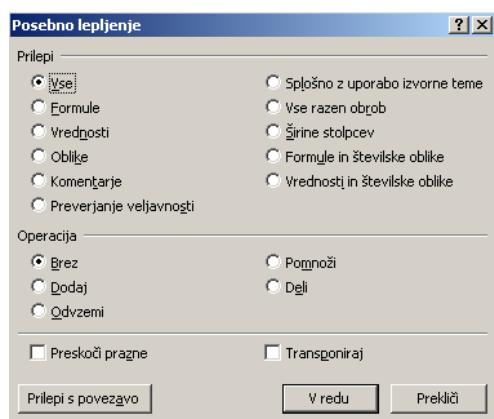 Posebno lepljenje
Prilepi
Vse
Formule
Vrednosti
Oblike
Komentarje
Preverjanje veljavnosti
Splošno z uporabo izvorne teme
Vse razen obrob
Širine stolpcev
Formule in številske oblike
Vrednosti in številske oblike
Operacija
Brez
Dodaj
Odvzemi
Pomnoži
Deli
Preskoči prazne
Transponiraj
Prilepi s povezavo
V redu
Prekliči